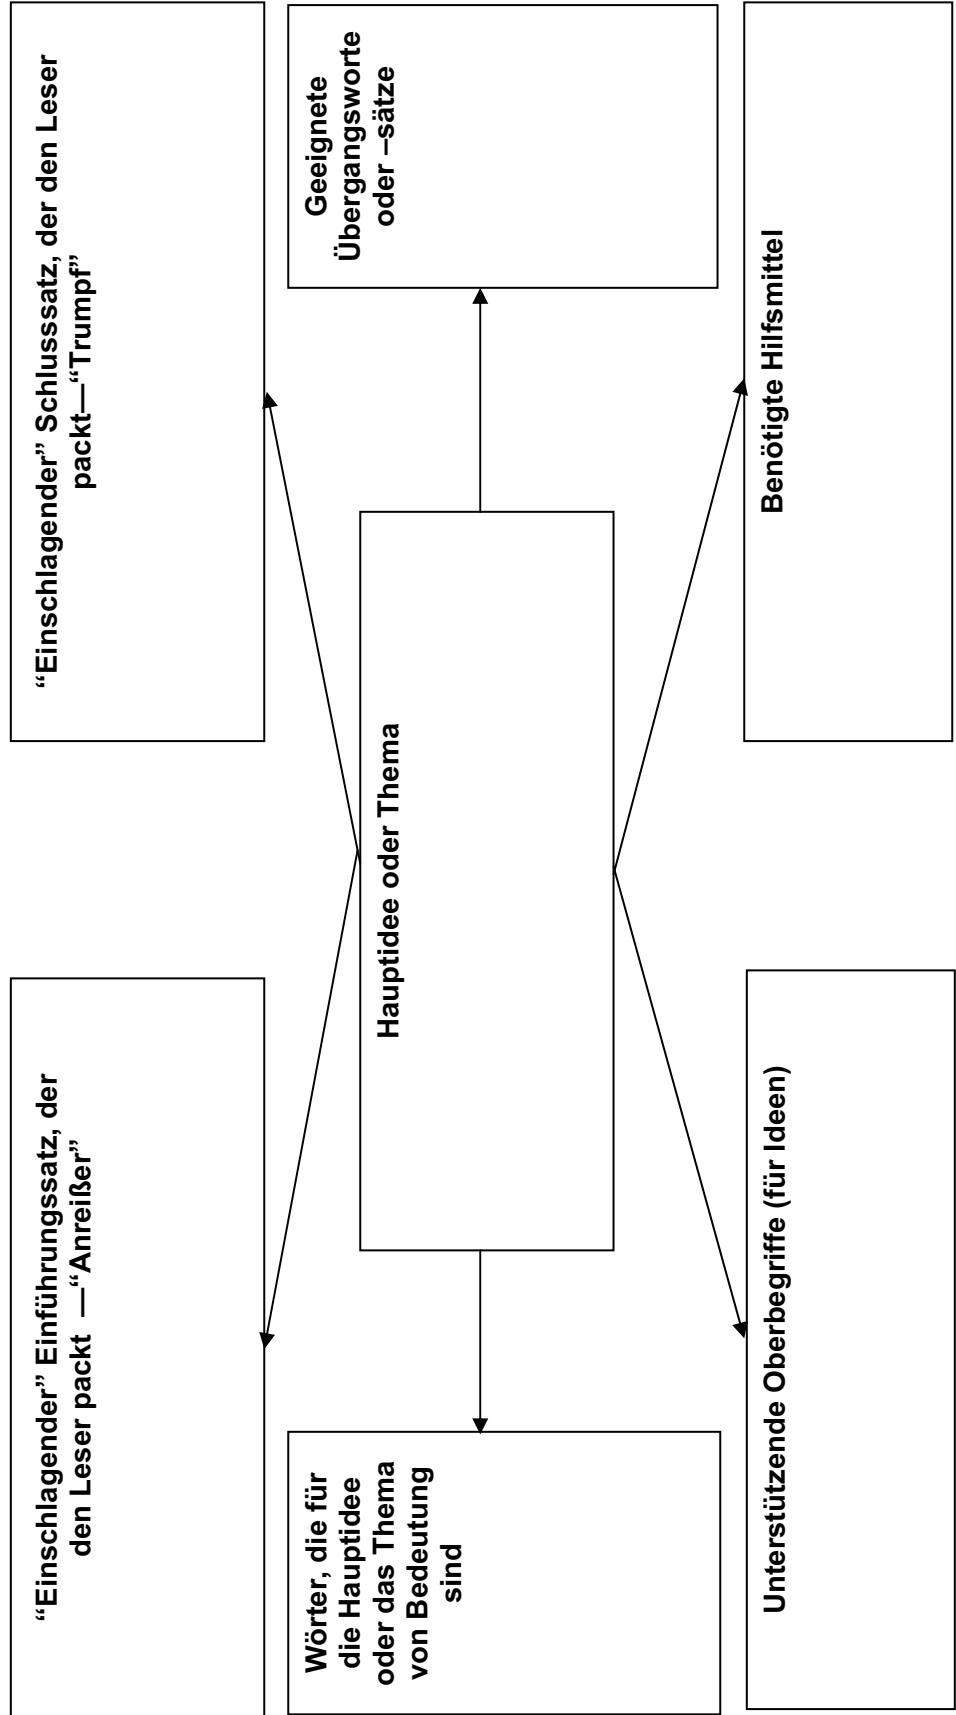 “Einschlagender” Einführungssatz, der
den Leser packt —“Anreißer”
“Einschlagender” Schlusssatz, der den Leser
packt—“Trumpf”
Wörter, die für
die Hauptidee
oder das Thema
von Bedeutung
sind
Hauptidee oder Thema
Geeignete
Übergangsworte
oder –sätze
Unterstützende Oberbegriffe (für Ideen)
Benötigte Hilfsmittel